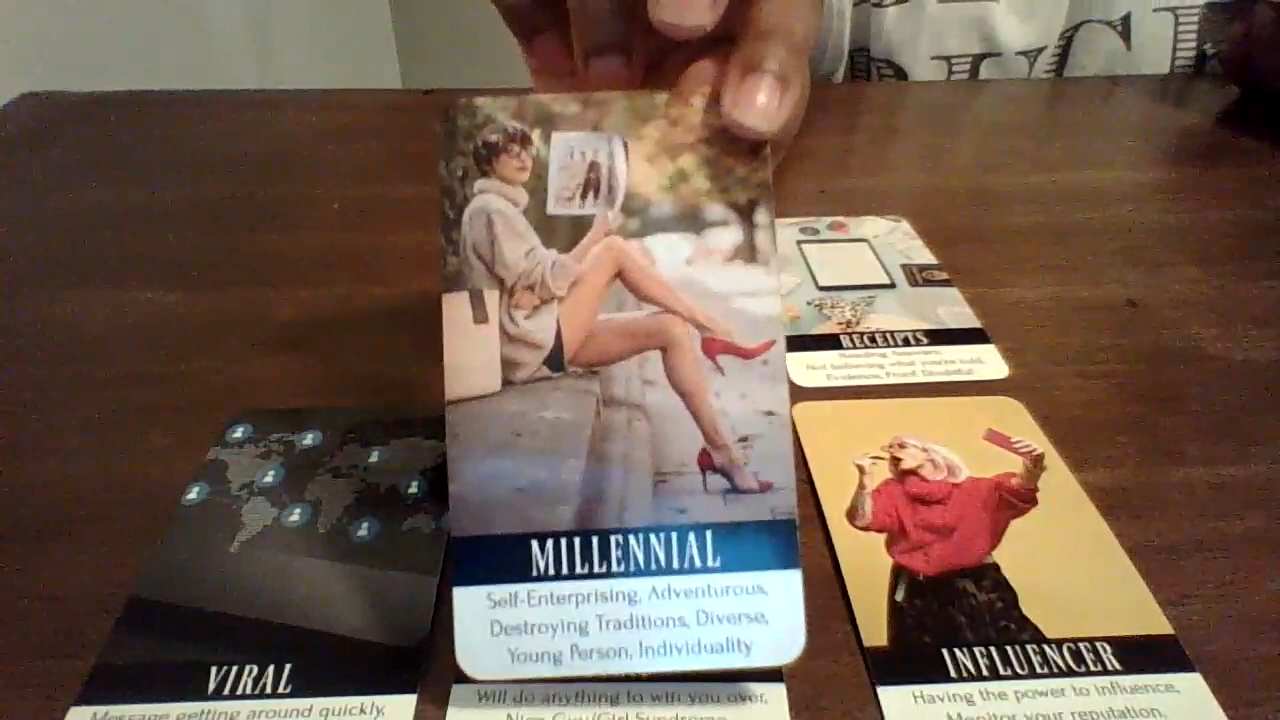 RECEIPTS
Needing Answers,
Not believing what you're told,
Evidence, Proof, Doubtful
MILLENNIAL
Self-Enterprising, Adventurous,
Destroying Traditions, Diverse,
Young Person, Individuality
VIRAL
Message getting around quickly,
Will do anything to win you over,
Nice Guy/Girl Syndrome
INFLUENCER
Having the power to Influence,
Monitor your reputation,